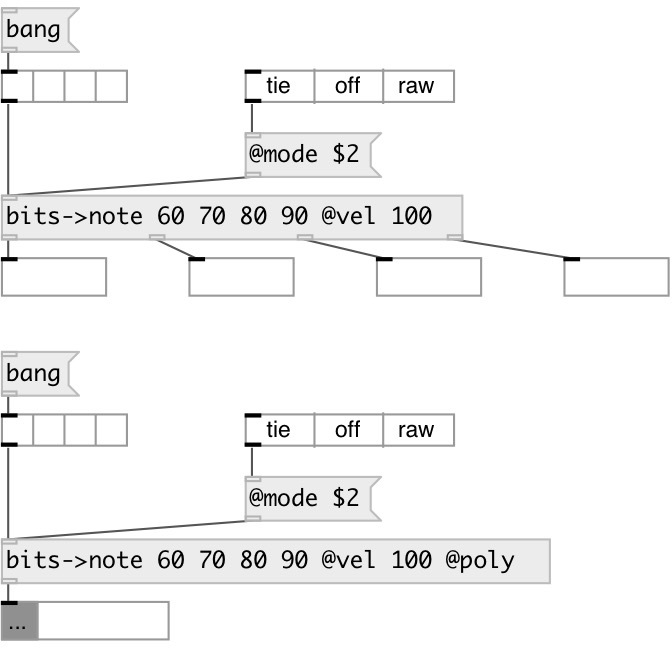 bang
tie off raw
@mode $2
bits->note 60 70 80 90 @vel 100
bang
tie off raw
@mode $2
bits->note 60 70 80 90 @vel 100 @poly
...